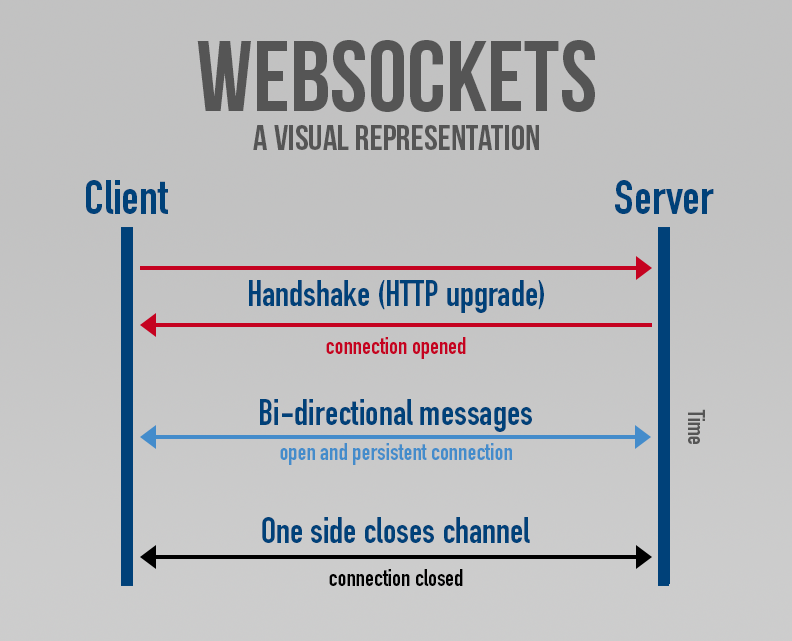 WEBSOCKETS
A VISUAL REPRESENTATION
Client
Server
Handshake (HTTP upgrade)
connection opened
Bi-directional messages
open and persistent connection
Time
One side closes channel
connection closed